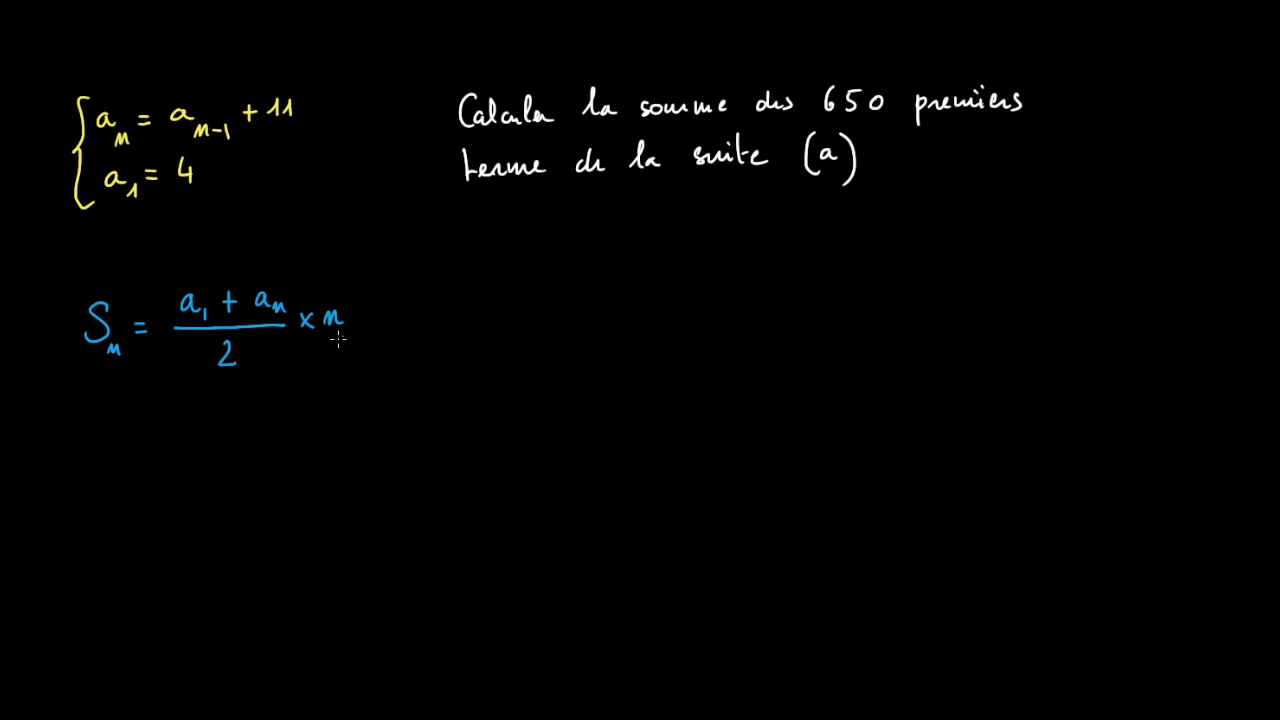 a_n = a_{n-1} + 11
a_1 = 4
Calculer la somme des 650 premiers
terme de la suite (a)
S_n = \frac{a_1 + a_n}{2} × n